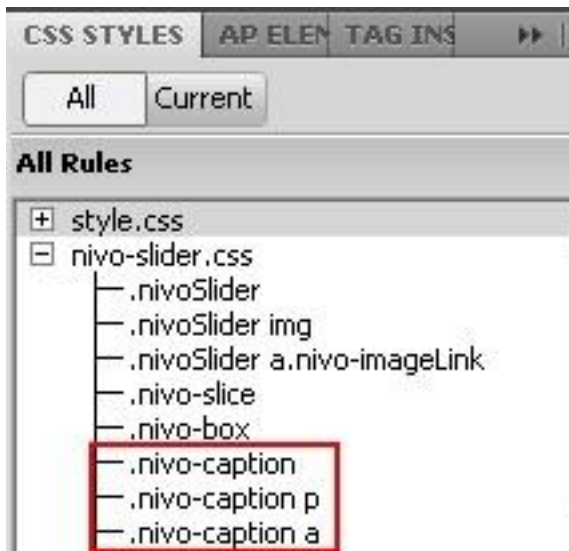 CSS STYLES AP ELEM TAG INS
All Current
All Rules
style.css
nivo-slider.css
.nivoSlider
.nivoSlider img
.nivoSlider a.nivo-imageLink
.nivo-slice
.nivo-box
.nivo-caption
.nivo-caption p
.nivo-caption a